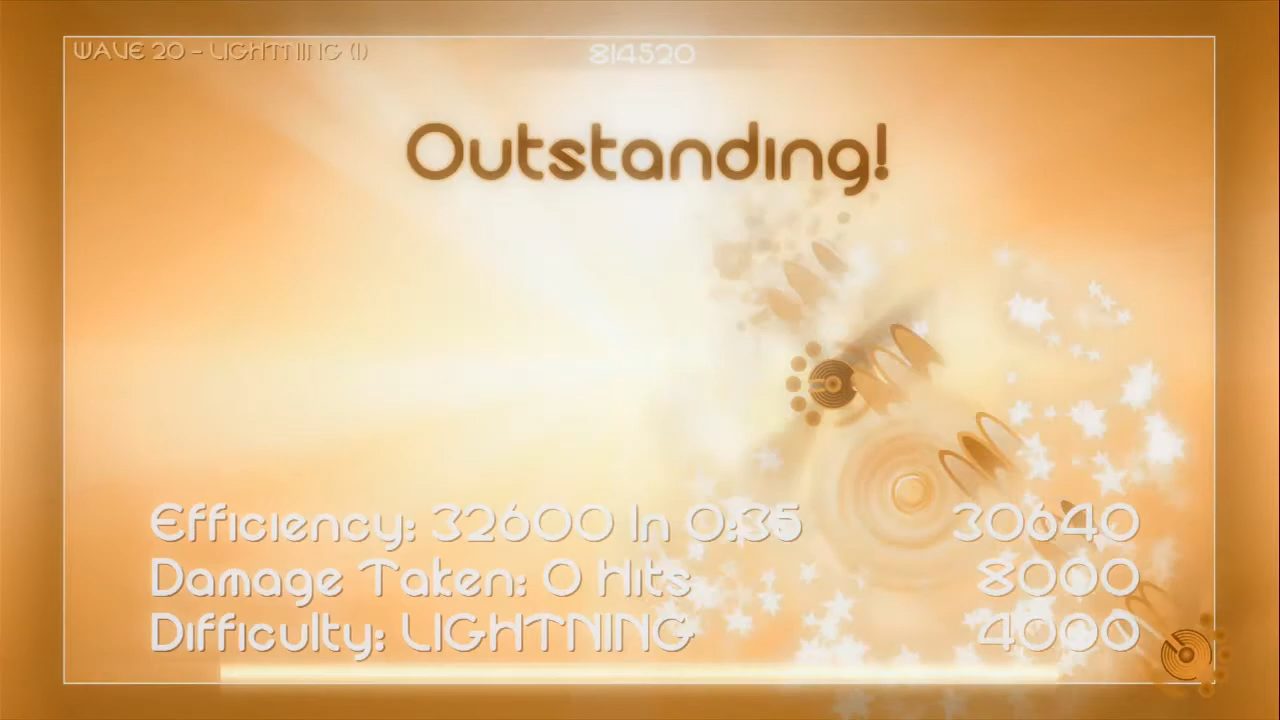 WAVE 20 - LIGHTNING (1)
814520
Outstanding!
Efficiency: 32600 In 0:35 30640
Damage Taken: 0 Hits 8000
Difficulty: LIGHTNING 4000